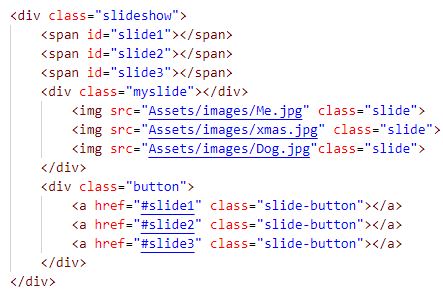 <div class="slideshow">
    <span id="slide1"></span>
    <span id="slide2"></span>
    <span id="slide3"></span>
    <div class="myslide"></div>
        <img src="Assets/images/Me.jpg" class="slide">
        <img src="Assets/images/xmas.jpg" class="slide">
        <img src="Assets/images/Dog.jpg"class="slide">
    </div>
    <div class="button">
        <a href="#slide1" class="slide-button"></a>
        <a href="#slide2" class="slide-button"></a>
        <a href="#slide3" class="slide-button"></a>
    </div>
</div>